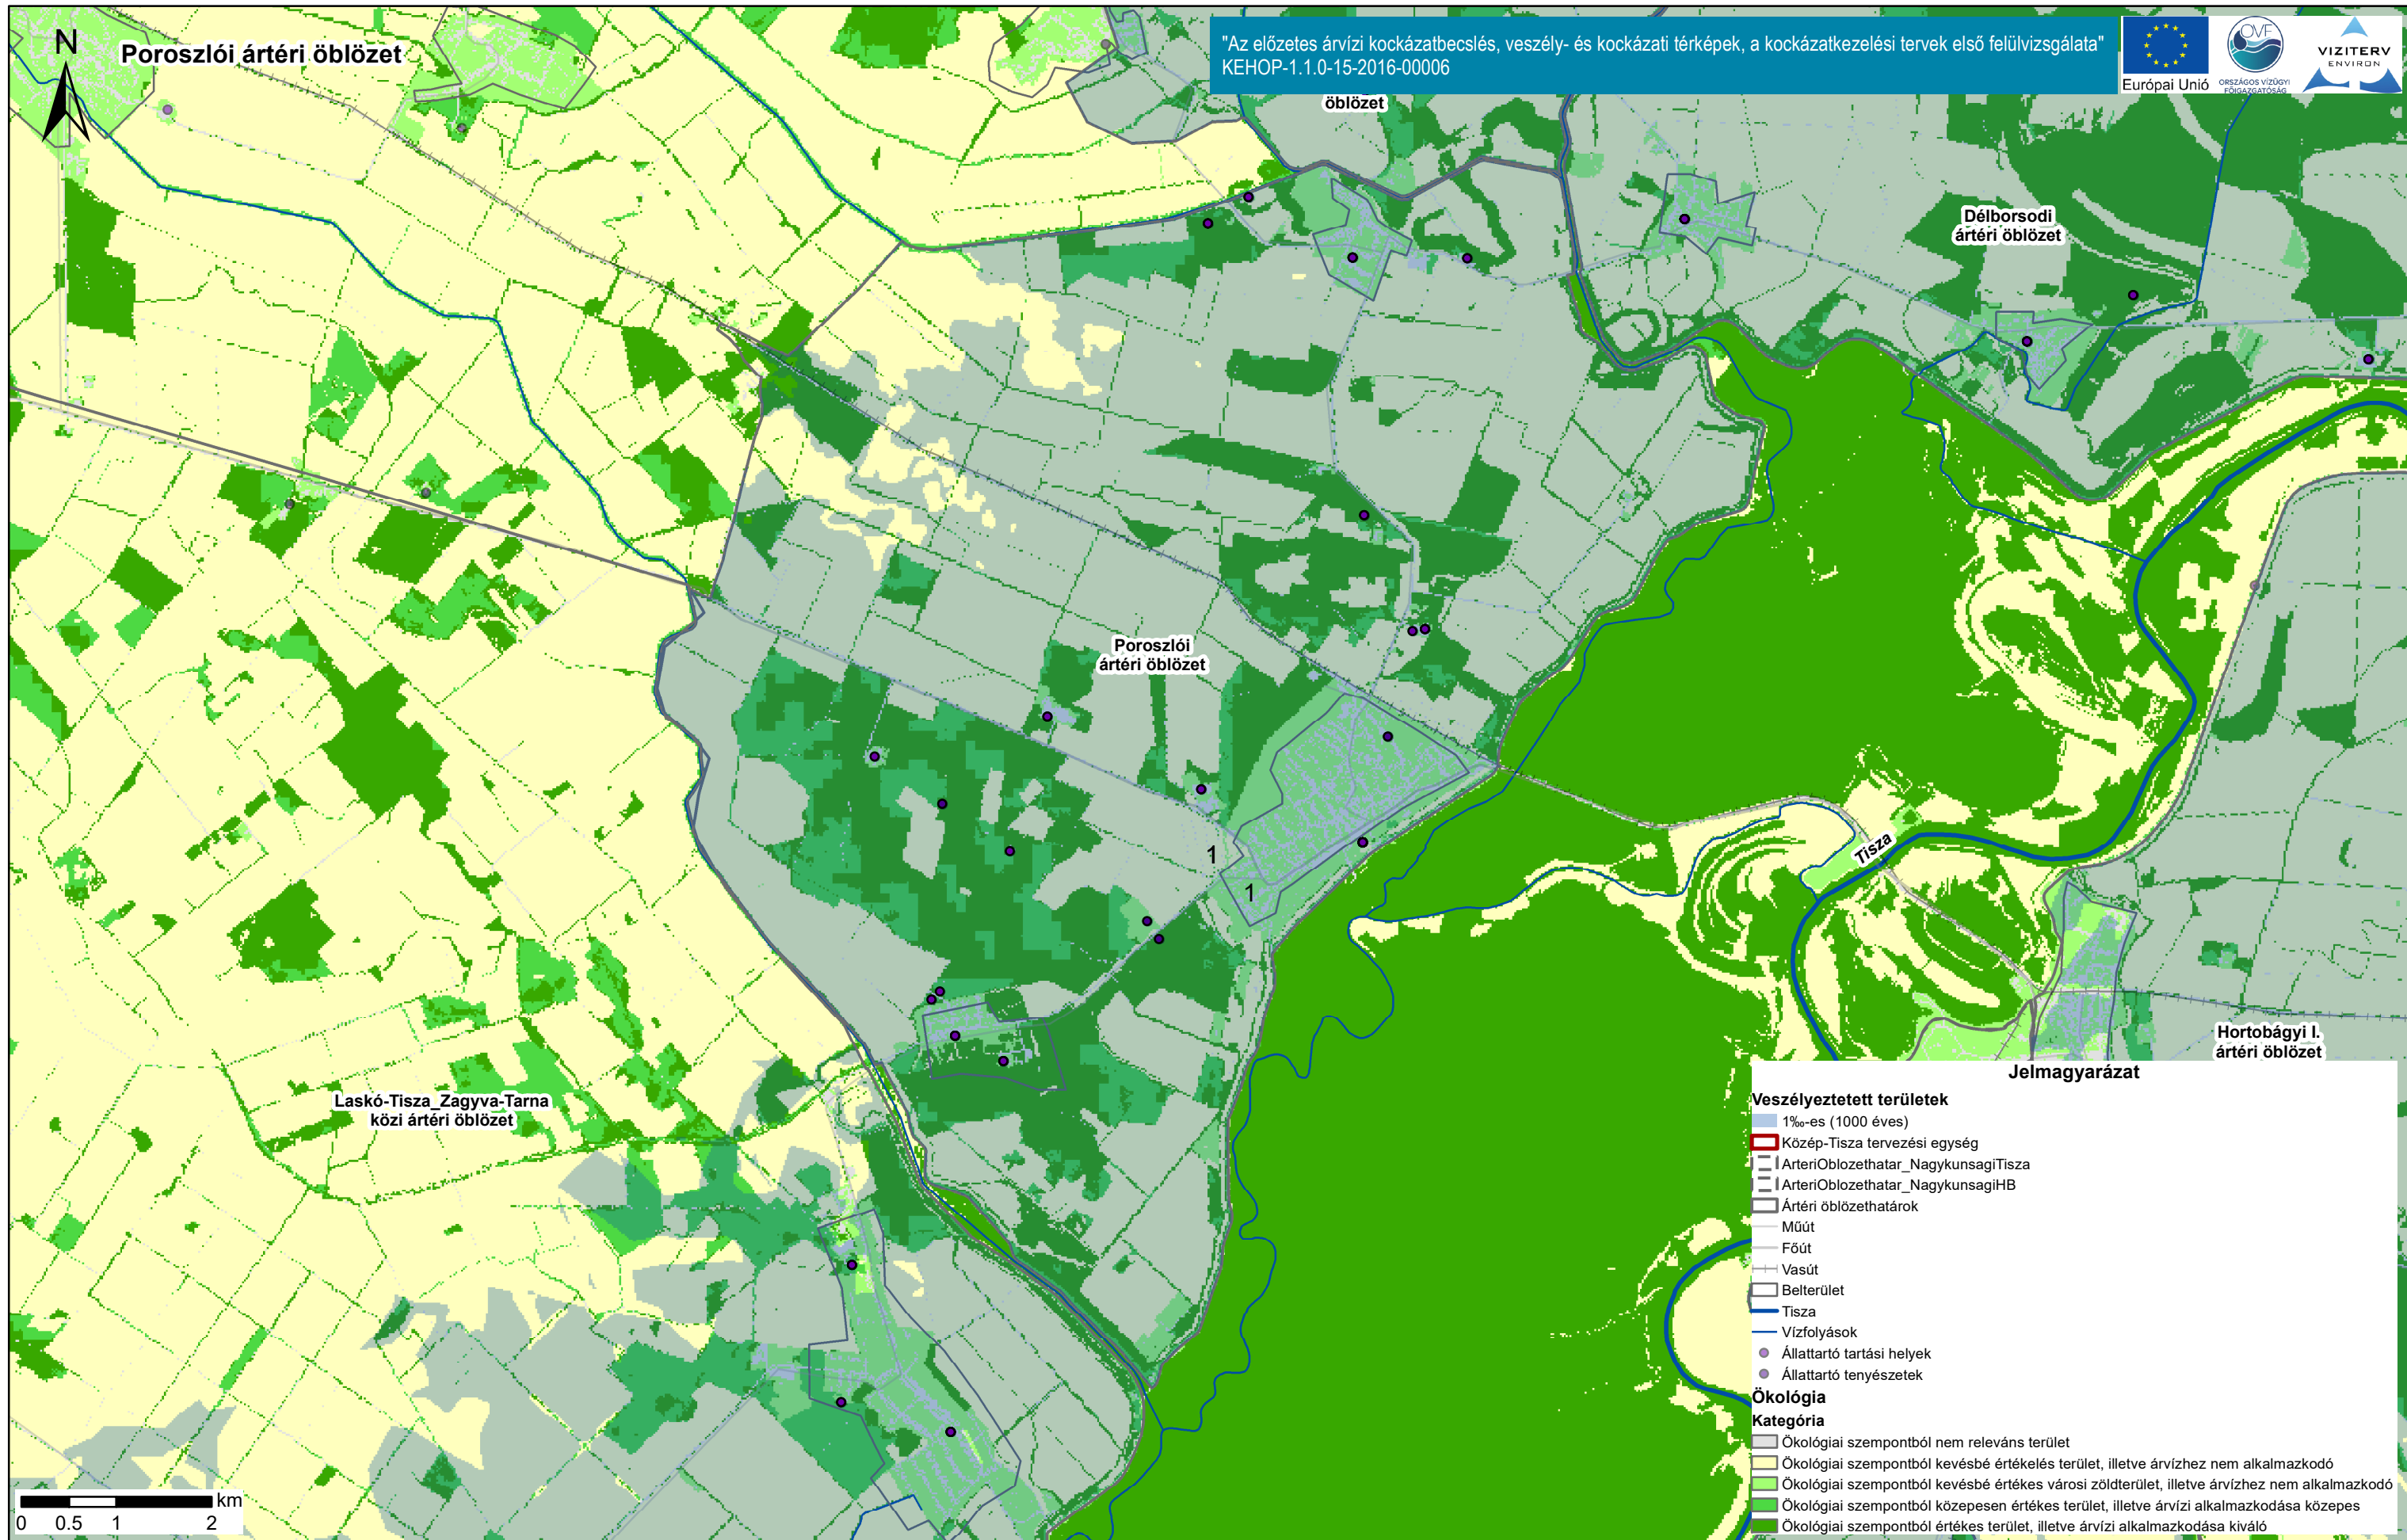 N
Poroszlói ártéri öblözet
"Az előzetes árvízi kockázatbecslés, veszély- és kockázati térképek, a kockázatkezelési tervek első felülvizsgálata"
KEHOP-1.1.0-15-2016-00006
Európai Unió
OVF
ORSZÁGOS VÍZÜGYI
FŐIGAZGATÓSÁG
VIZITERV
ENVIRON
öblözet
Délborsodi
ártéri öblözet
Poroszlói
ártéri öblözet
1
1
Tisza
Hortobágyi I.
ártéri öblözet
Laskó-Tisza_Zagyva-Tarna
közi ártéri öblözet
Jelmagyarázat
Veszélyeztetett területek
1‰-es (1000 éves)
Közép-Tisza tervezési egység
ArteriOblozethatar_NagykunsagiTisza
ArteriOblozethatar_NagykunsagiHB
Ártéri öblözethatárok
Műút
Főút
Vasút
Belterület
Tisza
Vízfolyások
Állattartó tartási helyek
Állattartó tenyészetek
Ökológia
Kategória
Ökológiai szempontból nem releváns terület
Ökológiai szempontból kevésbé értékelés terület, illetve árvízhez nem alkalmazkodó
Ökológiai szempontból kevésbé értékes városi zöldterület, illetve árvízhez nem alkalmazkodó
Ökológiai szempontból közepesen értékes terület, illetve árvízi alkalmazkodása közepes
Ökológiai szempontból értékes terület, illetve árvízi alkalmazkodása kiváló
km
0 0.5 1 2